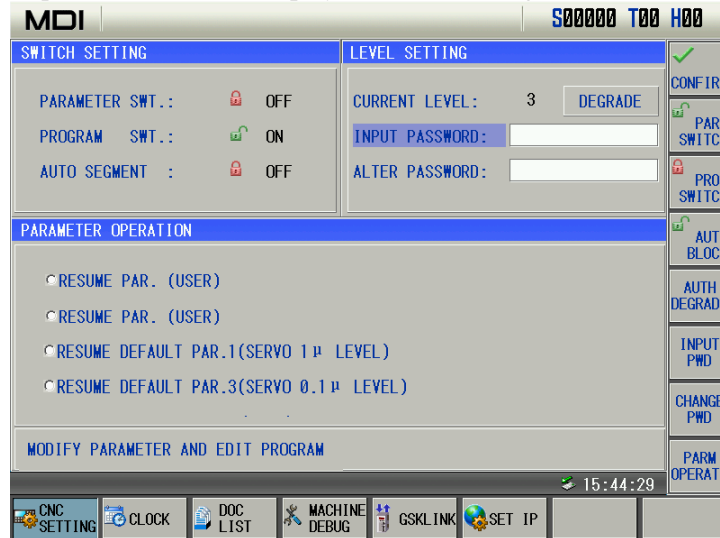 MDI
S00000 T00 H00
SWITCH SETTING
PARAMETER SWT.: OFF
PROGRAM SWT.: ON
AUTO SEGMENT : OFF
LEVEL SETTING
CURRENT LEVEL: 3 DEGRADE
INPUT PASSWORD:
ALTER PASSWORD:
PARAMETER OPERATION
RESUME PAR. (USER)
RESUME PAR. (USER)
RESUME DEFAULT PAR.1(SERVO 1μ LEVEL)
RESUME DEFAULT PAR.3(SERVO 0.1μ LEVEL)
MODIFY PARAMETER AND EDIT PROGRAM
15:44:29
CONFIR
PAR
SWITC
PRO
SWITC
AUT
BLOC
AUTH
DEGRAD
INPUT
PWD
CHANGE
PWD
PARM
OPERAT
CNC
SETTING
CLOCK
DOC
LIST
MACHINE
DEBUG
GSKLINK
SET IP